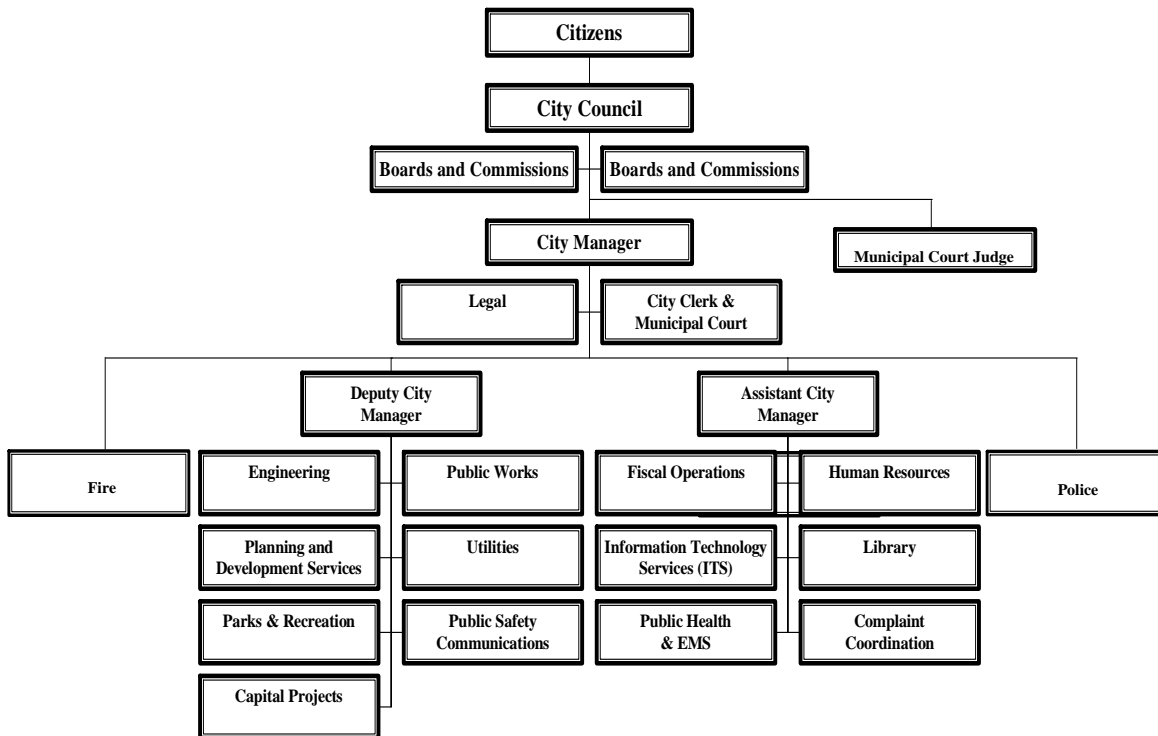 Citizens
City Council
Boards and Commissions
Boards and Commissions
City Manager
Municipal Court Judge
Legal
City Clerk &
Municipal Court
Deputy City
Manager
Assistant City
Manager
Fire
Engineering
Public Works
Fiscal Operations
Human Resources
Police
Planning and
Development Services
Utilities
Information Technology
Services (ITS)
Library
Parks & Recreation
Public Safety
Communications
Public Health
& EMS
Complaint
Coordination
Capital Projects